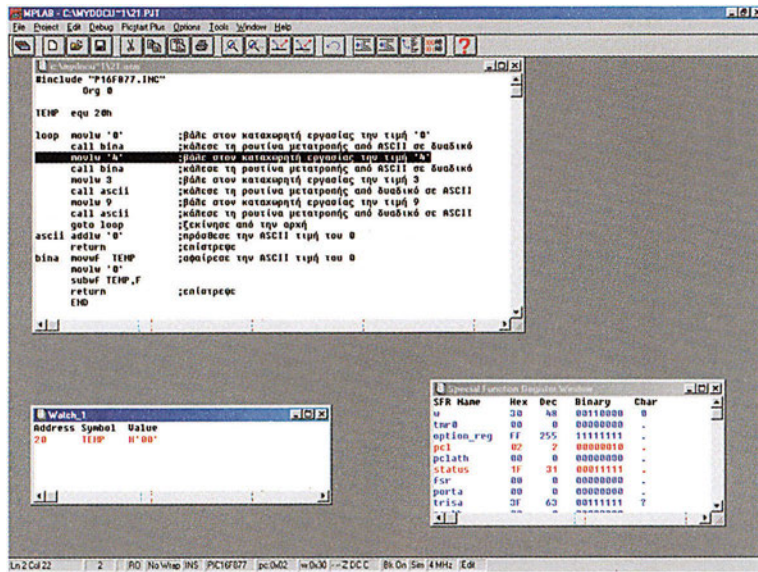 MPLAB - C:\MYDOCU~1\21.PJT
File Project Edit Debug Picstart Plus Options Tools Window Help
c:\mydocu~1\21.asm
#include "P16F877.INC"
Org 0
TEMP equ 20h
loop movlw '0' ;βάλε στον καταχωρητή εργασίας την τιμή '0'
call bina ;κάλεσε τη ρουτίνα μετατροπής από ASCII σε δυαδικό
movlw '4' ;βάλε στον καταχωρητή εργασίας την τιμή '4'
call bina ;κάλεσε τη ρουτίνα μετατροπής από ASCII σε δυαδικό
movlw 3 ;βάλε στον καταχωρητή εργασίας την τιμή 3
call ascii ;κάλεσε τη ρουτίνα μετατροπής από δυαδικό σε ASCII
movlw 9 ;βάλε στον καταχωρητή εργασίας την τιμή 9
call ascii ;κάλεσε τη ρουτίνα μετατροπής από δυαδικό σε ASCII
goto loop ;ξεκίνησε από την αρχή
ascii addlw '0' ;πρόσθεσε την ASCII τιμή του 0
return ;επίστρεψε
bina movwf TEMP ;αφαίρεσε την ASCII τιμή του 0
movlw '0'
subwf TEMP,F
return ;επίστρεψε
END
Watch_1
Address Symbol Value
20 TEMP H'00'
Special Function Register Window
SFR Name Hex Dec Binary Char
w 30 48 00110000 0
tmr0 00 0 00000000 .
option_reg FF 255 11111111 .
pcl 02 2 00000010 .
pclath 00 0 00000000 .
status 1F 31 00011111 .
fsr 00 0 00000000 .
porta 00 0 00000000 .
trisa 3F 63 00111111 ?
Ln 2 Col 22 2 RO No Wrap INS PIC16F877 pc:0x02 w:0x30 --- Z DC C Bk On Sim 4 MHz Edit